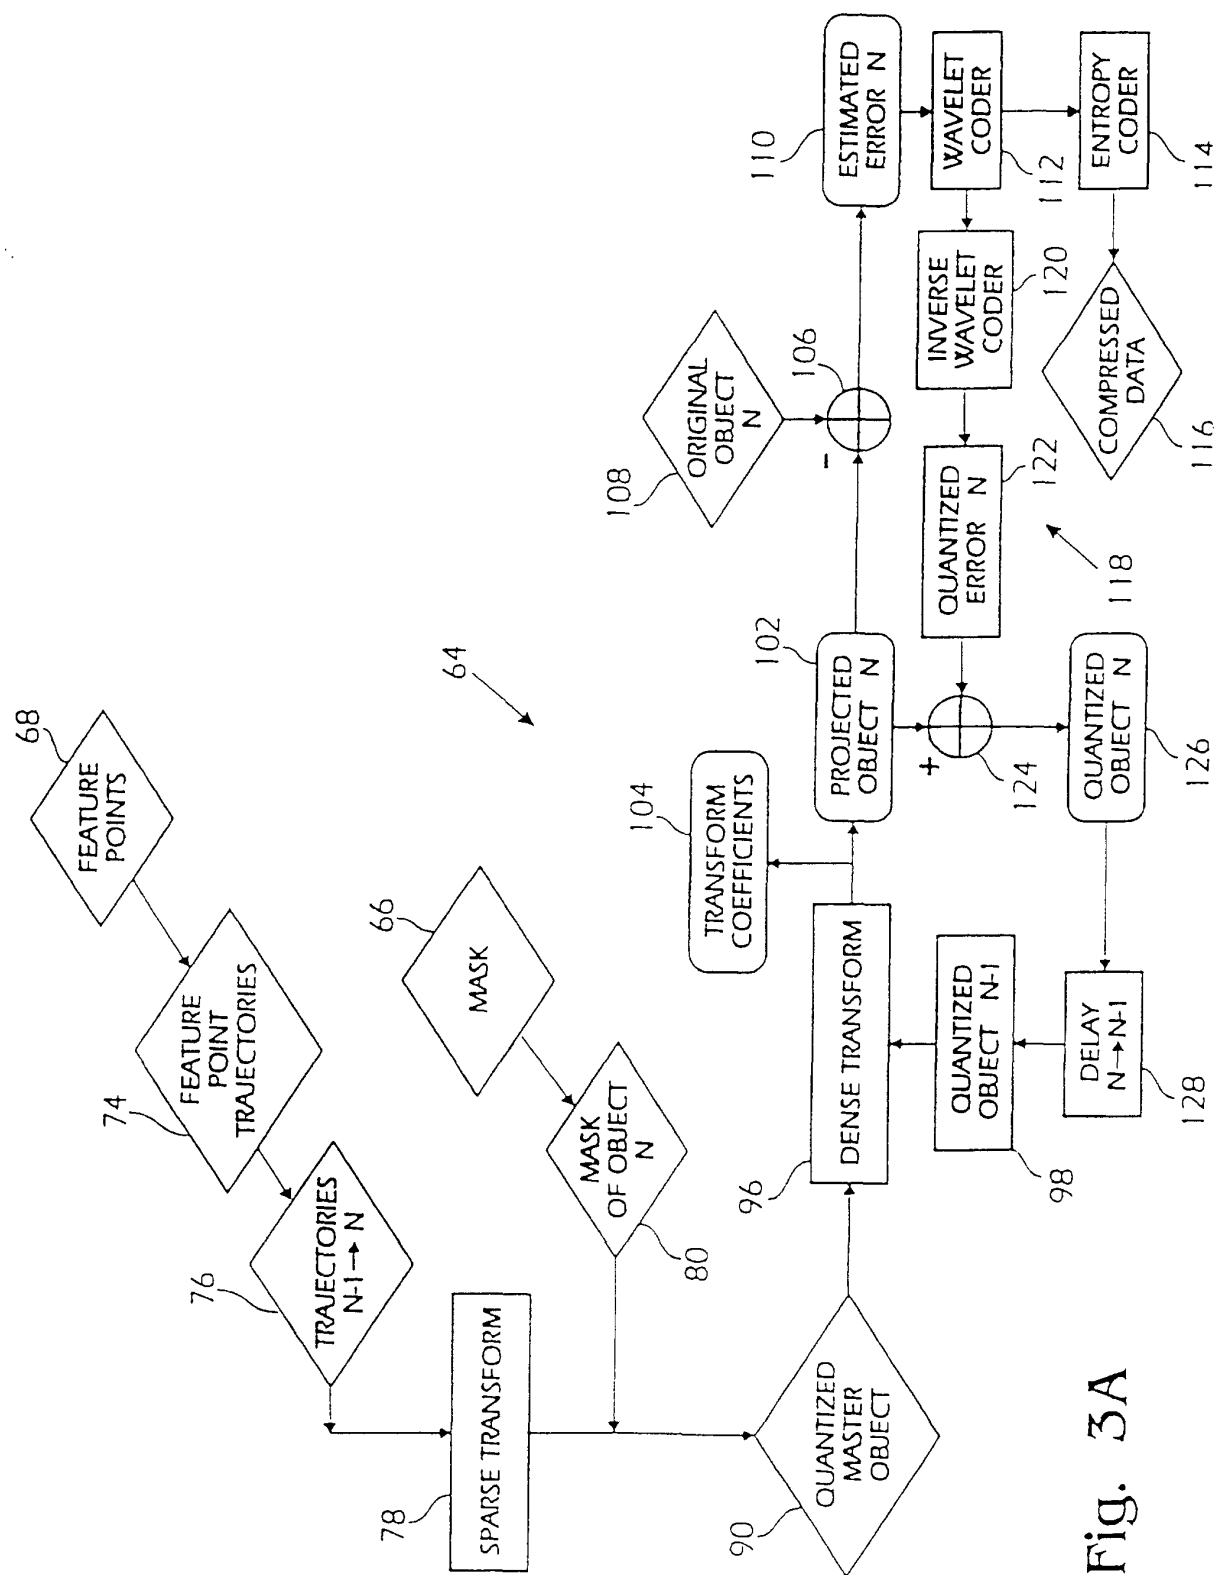 68
FEATURE
POINTS
74
FEATURE
POINT
TRAJECTORIES
76
TRAJECTORIES
N-1→N
78
SPARSE TRANSFORM
66
MASK
80
MASK
OF OBJECT
N
64
90
QUANTIZED
MASTER
OBJECT
96
DENSE TRANSFORM
104
TRANSFORM
COEFFICIENTS
98
QUANTIZED
OBJECT N-1
128
DELAY
N→N-1
102
PROJECTED
OBJECT N
+
124
QUANTIZED
OBJECT N
126
108
ORIGINAL
OBJECT
N
-
106
110
ESTIMATED
ERROR N
WAVELET
CODER
112
ENTROPY
CODER
114
INVERSE
WAVELET
CODER
120
QUANTIZED
ERROR N
122
118
COMPRESSED
DATA
116
Fig. 3A